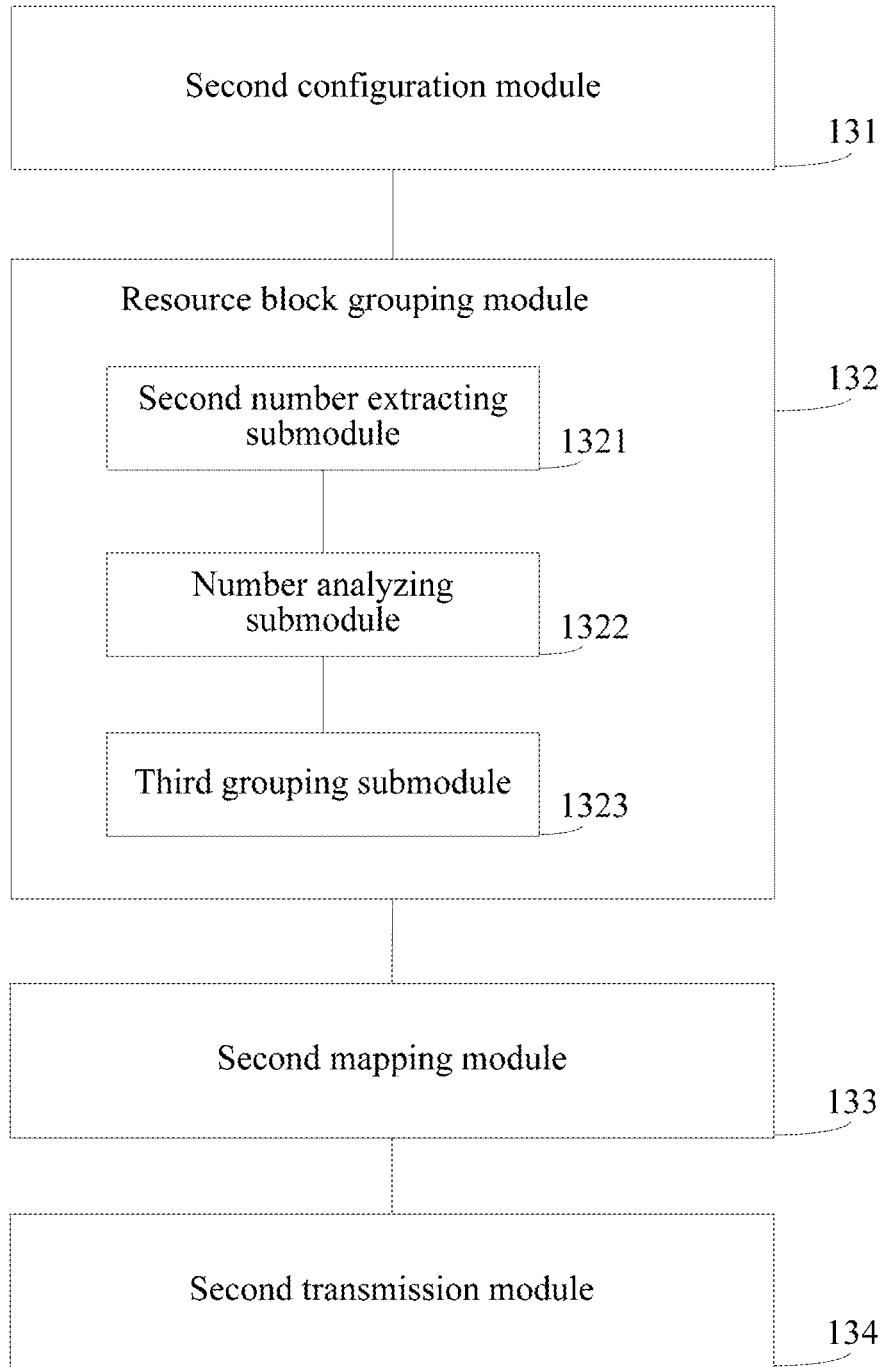 Second configuration module
131
Resource block grouping module
132
Second number extracting
submodule
1321
Number analyzing
submodule
1322
Third grouping submodule
1323
Second mapping module
133
Second transmission module
134